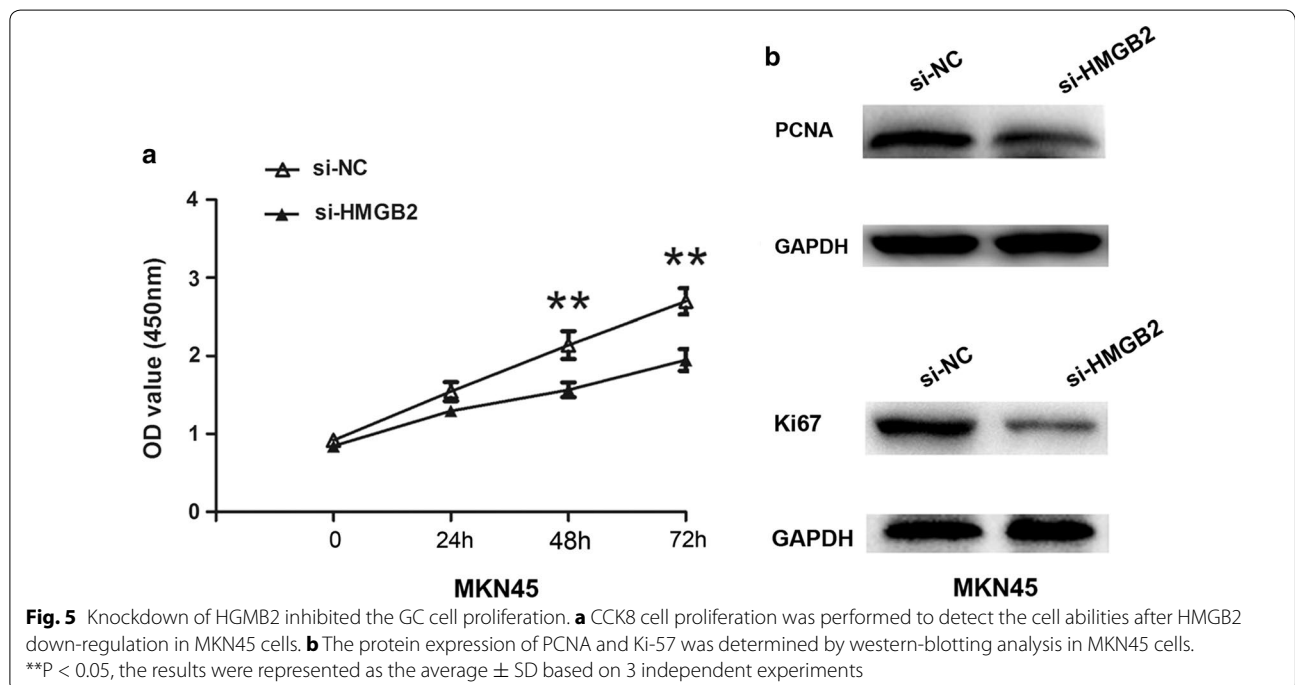 a
si-NC
si-HMGB2
OD value (450nm)
4
3
2
1
0
**
**
0 24h 48h 72h
MKN45
b
si-NC si-HMGB2
PCNA
GAPDH
si-NC si-HMGB2
Ki67
GAPDH
MKN45
Fig. 5 Knockdown of HGMB2 inhibited the GC cell proliferation. a CCK8 cell proliferation was performed to detect the cell abilities after HMGB2
down-regulation in MKN45 cells. b The protein expression of PCNA and Ki-57 was determined by western-blotting analysis in MKN45 cells.
**P < 0.05, the results were represented as the average ± SD based on 3 independent experiments